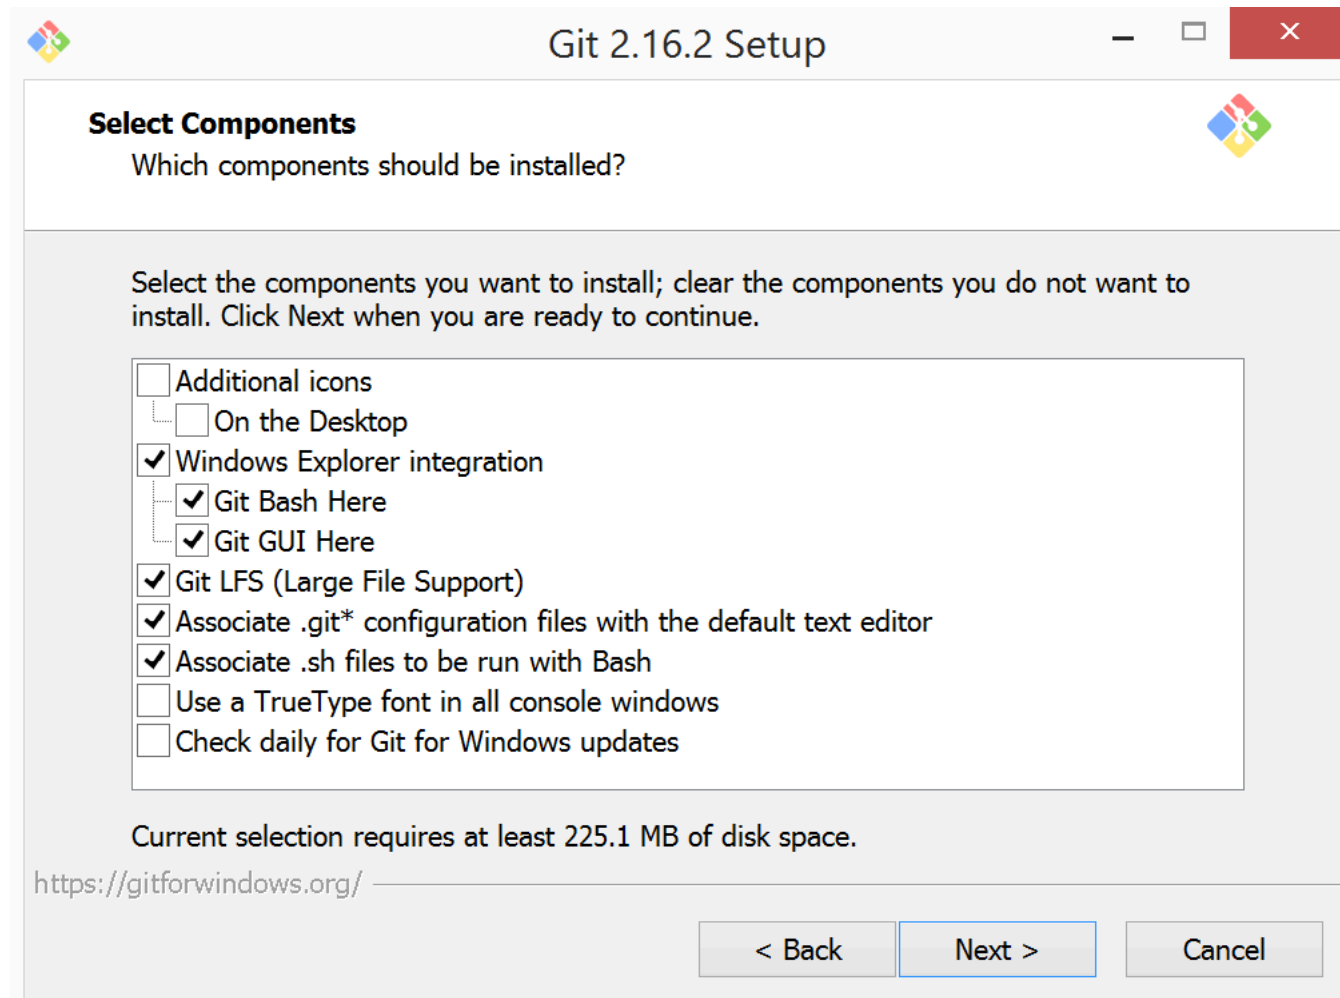 Git 2.16.2 Setup
Select Components
Which components should be installed?
Select the components you want to install; clear the components you do not want to
install. Click Next when you are ready to continue.
Additional icons
On the Desktop
Windows Explorer integration
Git Bash Here
Git GUI Here
Git LFS (Large File Support)
Associate .git* configuration files with the default text editor
Associate .sh files to be run with Bash
Use a TrueType font in all console windows
Check daily for Git for Windows updates
Current selection requires at least 225.1 MB of disk space.
https://gitforwindows.org/
< Back Next > Cancel